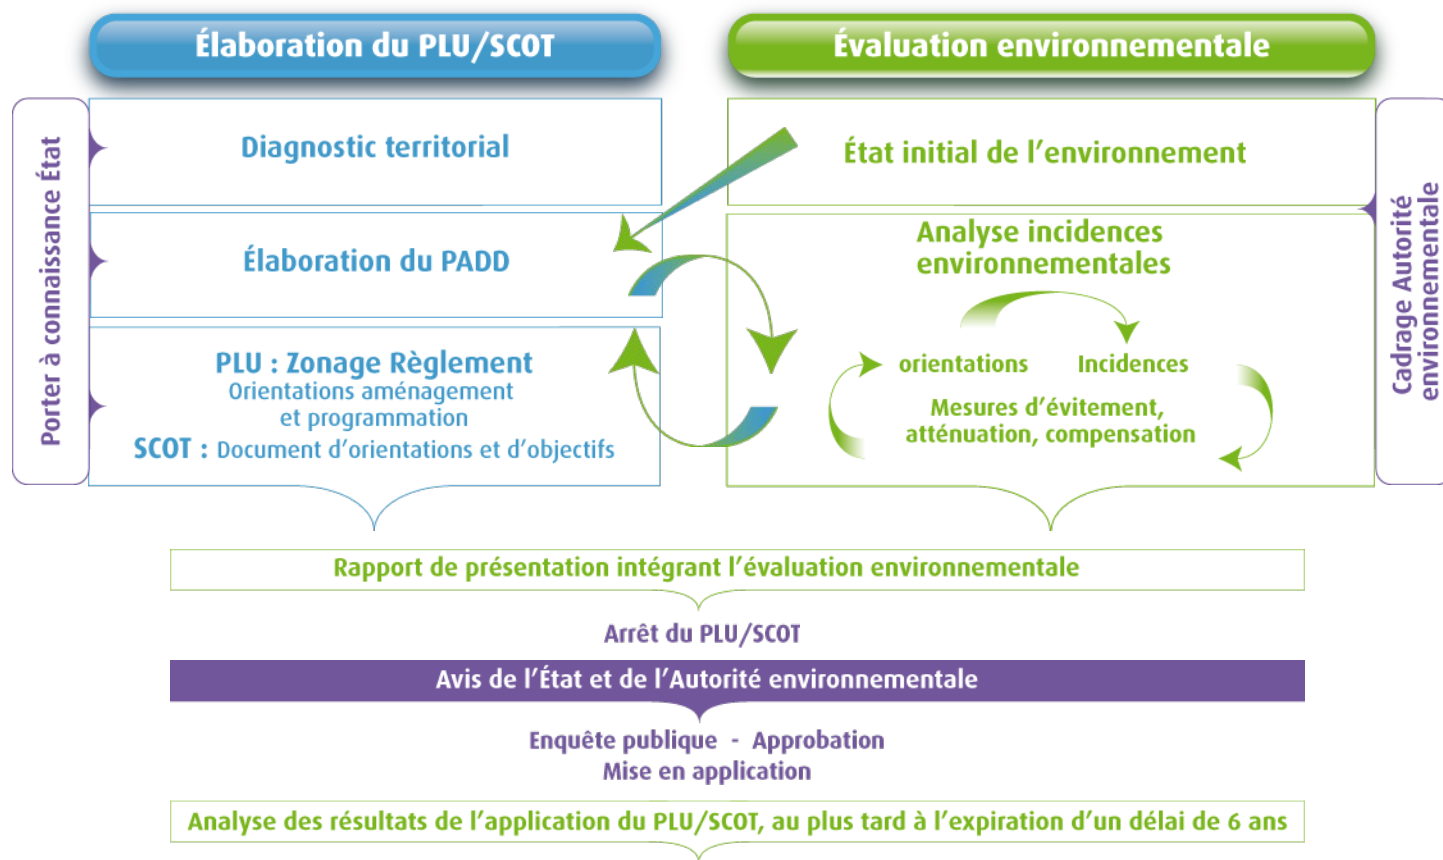 Élaboration du PLU/SCOT
Évaluation environnementale
Porter à connaissance État
Diagnostic territorial
Élaboration du PADD
PLU : Zonage Règlement
Orientations aménagement
et programmation
SCOT : Document d’orientations et d’objectifs
État initial de l’environnement
Analyse incidences
environnementales
orientations
Incidences
Mesures d’évitement,
atténuation, compensation
Cadrage Autorité
environnementale
Rapport de présentation intégrant l’évaluation environnementale
Arrêt du PLU/SCOT
Avis de l’État et de l’Autorité environnementale
Enquête publique - Approbation
Mise en application
Analyse des résultats de l’application du PLU/SCOT, au plus tard à l’expiration d’un délai de 6 ans